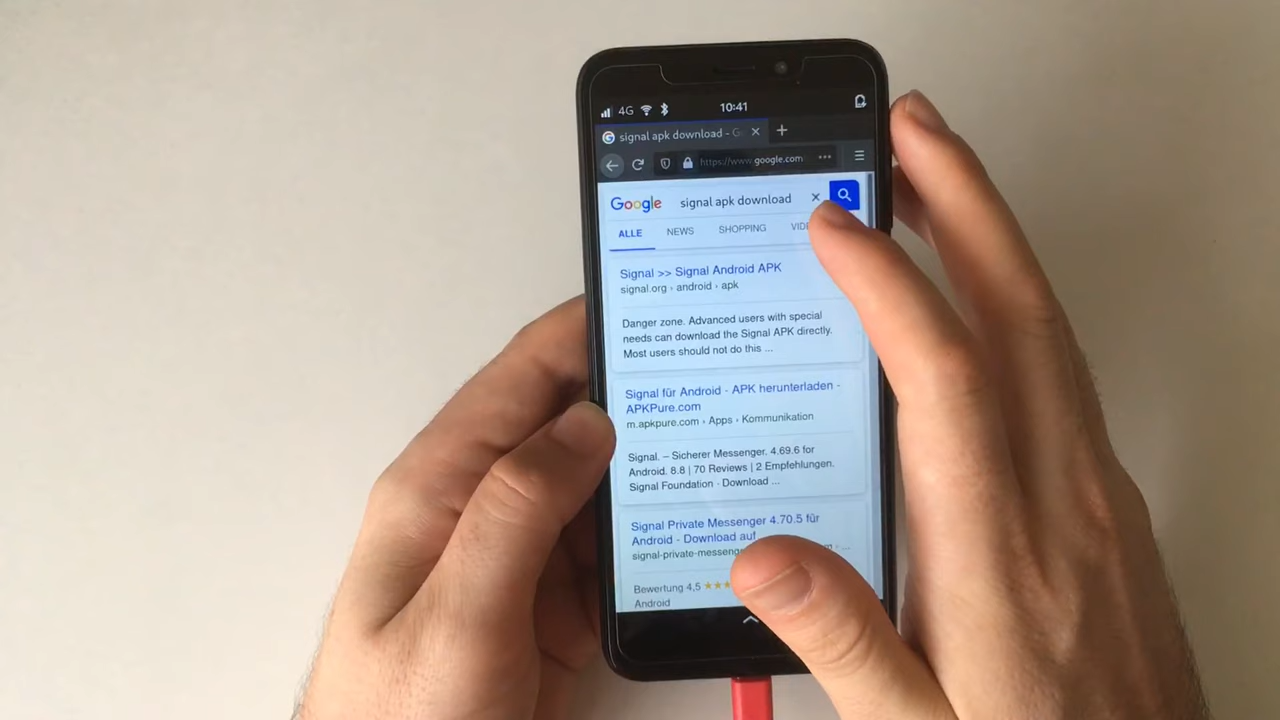 4G 10:41
signal apk download - G
https://www.google.com
Google signal apk download
ALLE NEWS SHOPPING
Signal >> Signal Android APK
signal.org › android › apk
Danger zone. Advanced users with special
needs can download the Signal APK directly.
Most users should not do this ...
Signal für Android - APK herunterladen -
APKPure.com
m.apkpure.com › Apps › Kommunikation
Signal. – Sicherer Messenger. 4.69.6 for
Android. 8.8 | 70 Reviews | 2 Empfehlungen.
Signal Foundation · Download ...
Signal Private Messenger 4.70.5 für
Android - Download auf
signal-private-messeng
Bewertung 4,5 ★★★
Android